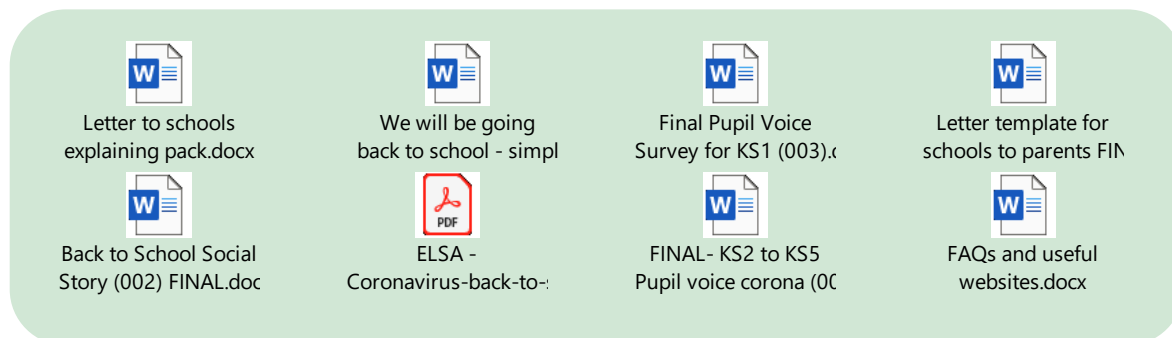 W
W
W
W
Letter to schools
explaining pack.docx
We will be going
back to school - simpl
Final Pupil Voice
Survey for KS1 (003).c
Letter template for
schools to parents FIN
W
PDF
W
W
Back to School Social
Story (002) FINAL.doc
ELSA -
Coronavirus-back-to-s
FINAL- KS2 to KS5
Pupil voice corona (00
FAQs and useful
websites.docx